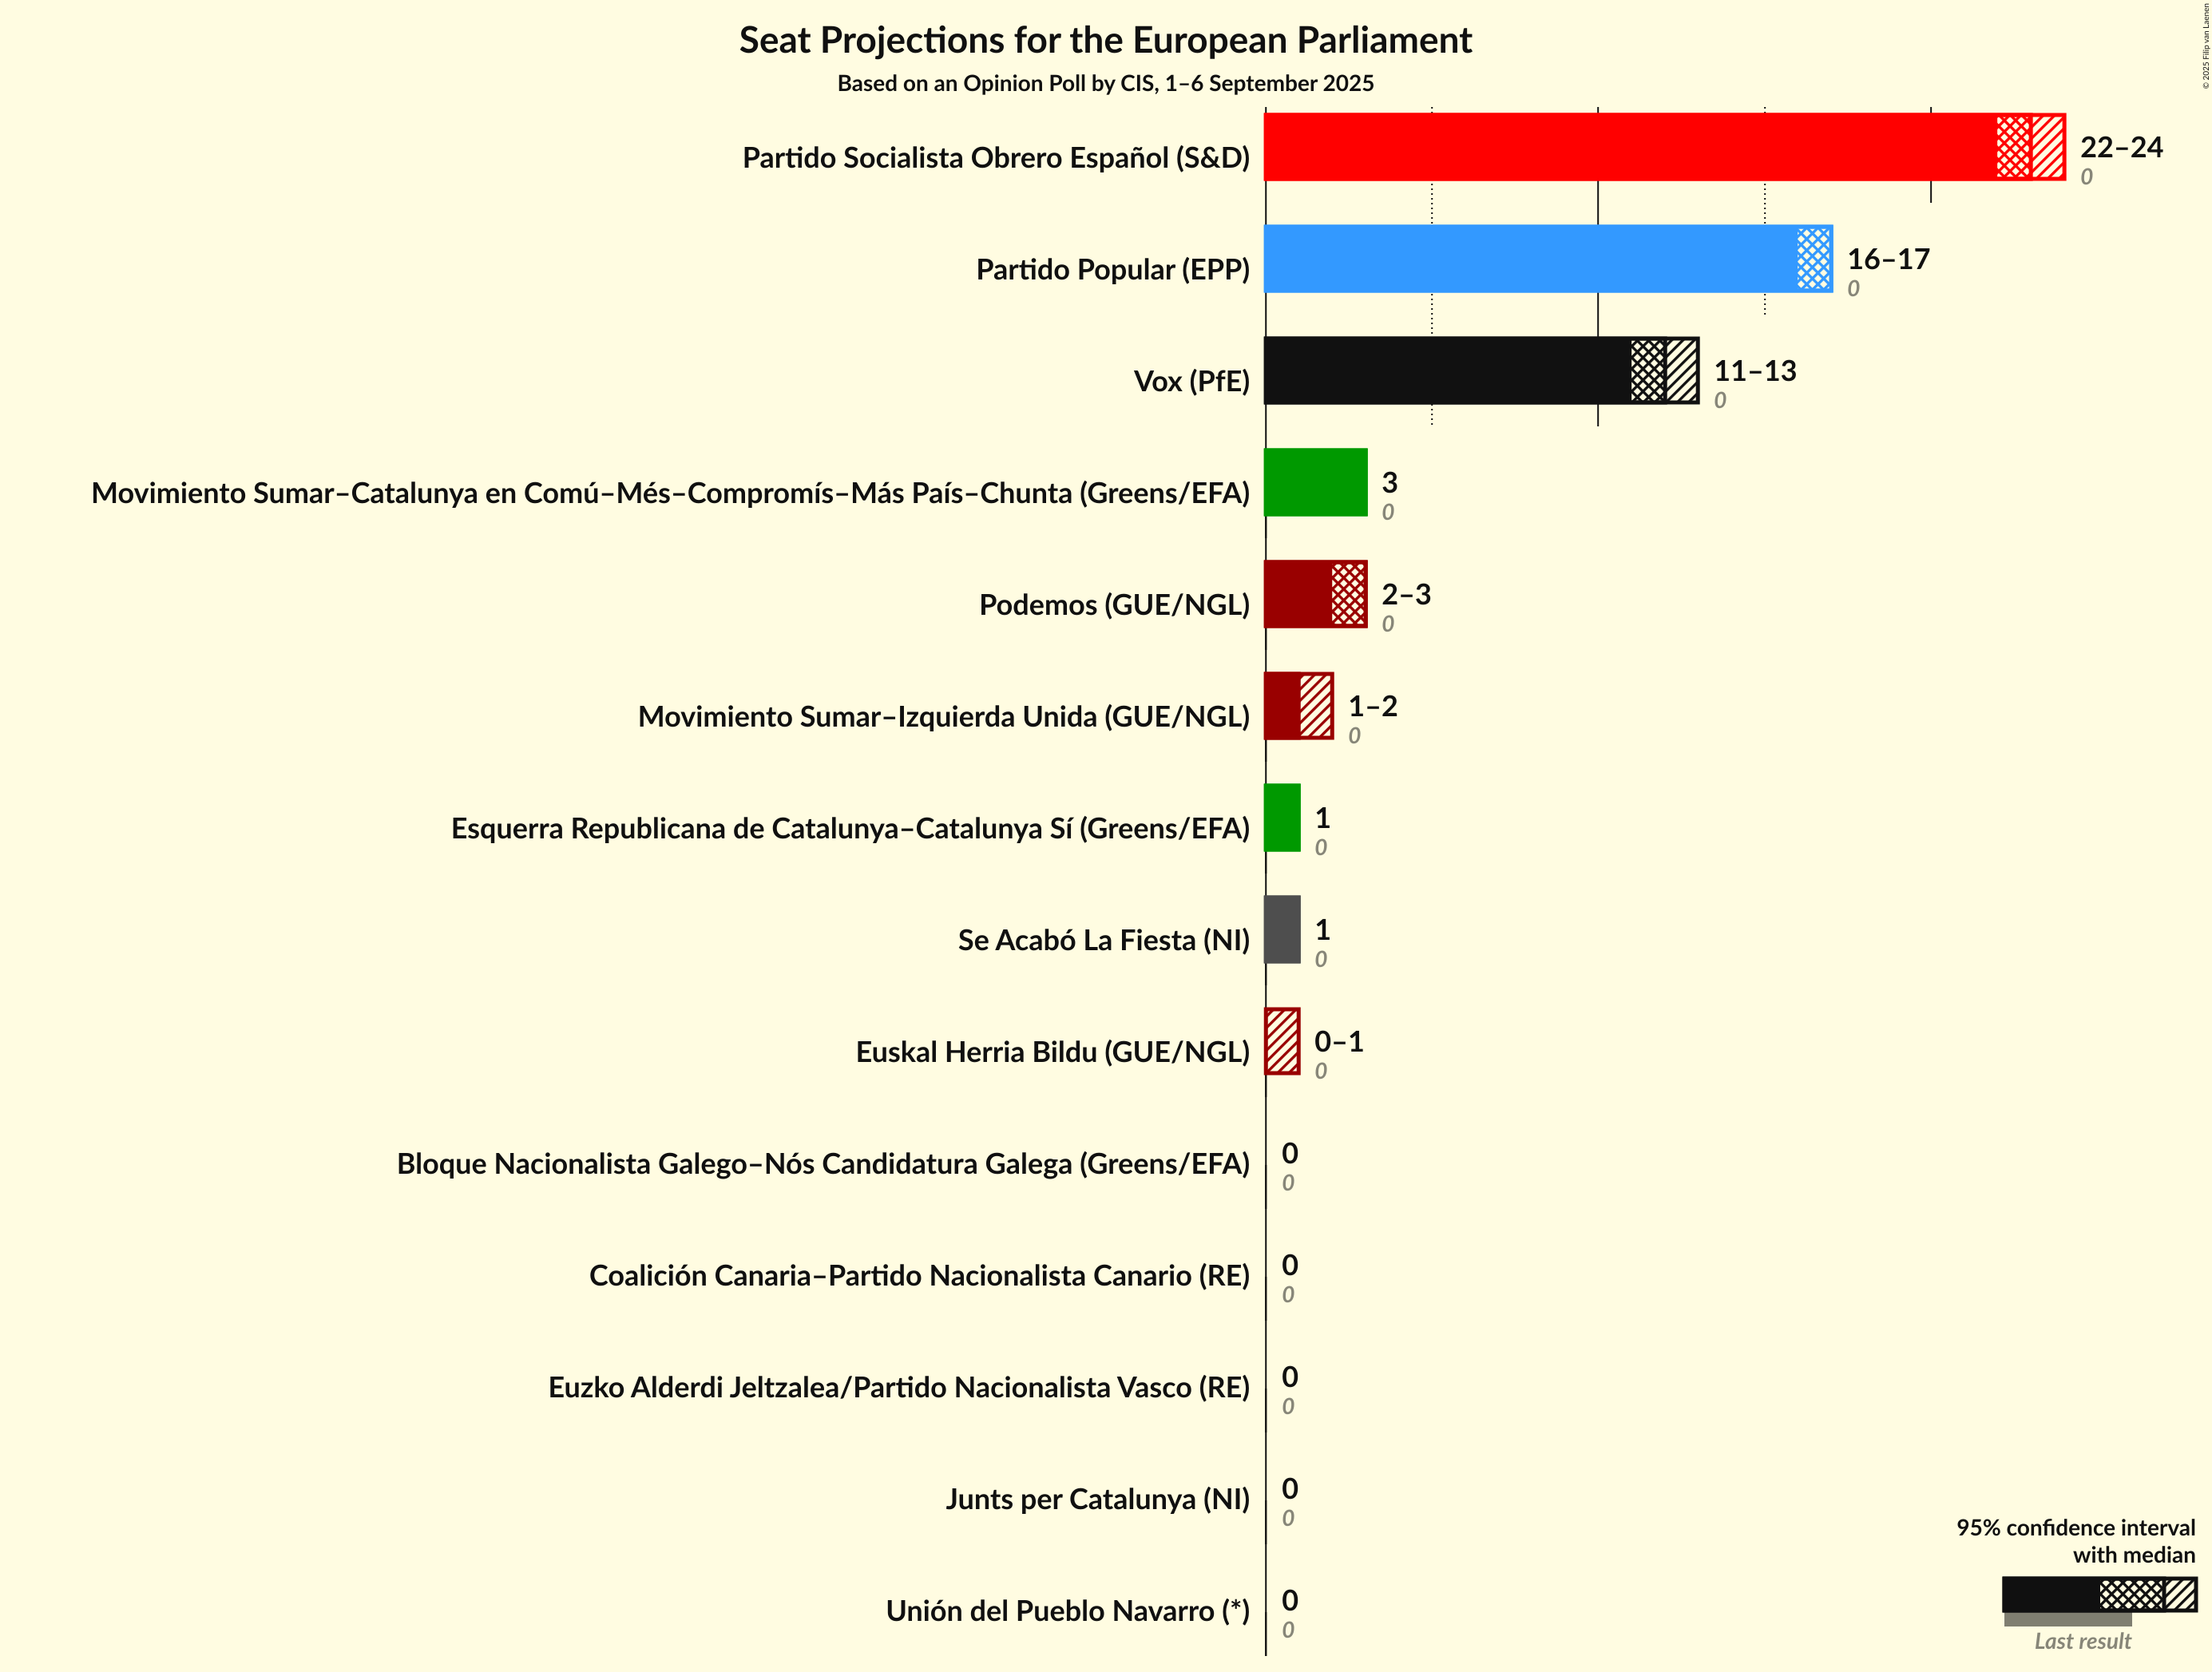 Seat Projections for the European Parliament
Based on an Opinion Poll by CIS, 1–6 September 2025
© 2025 Filip van Laenen
Partido Socialista Obrero Español (S&D)
22–24
0
Partido Popular (EPP)
16–17
0
Vox (PfE)
11–13
0
Movimiento Sumar–Catalunya en Comú–Més–Compromís–Más País–Chunta (Greens/EFA)
3
0
Podemos (GUE/NGL)
2–3
0
Movimiento Sumar–Izquierda Unida (GUE/NGL)
1–2
0
Esquerra Republicana de Catalunya–Catalunya Sí (Greens/EFA)
1
0
Se Acabó La Fiesta (NI)
1
0
Euskal Herria Bildu (GUE/NGL)
0–1
0
Bloque Nacionalista Galego–Nós Candidatura Galega (Greens/EFA)
0
0
Coalición Canaria–Partido Nacionalista Canario (RE)
0
0
Euzko Alderdi Jeltzalea/Partido Nacionalista Vasco (RE)
0
0
Junts per Catalunya (NI)
0
0
Unión del Pueblo Navarro (*)
0
0
95% confidence interval
with median
Last result